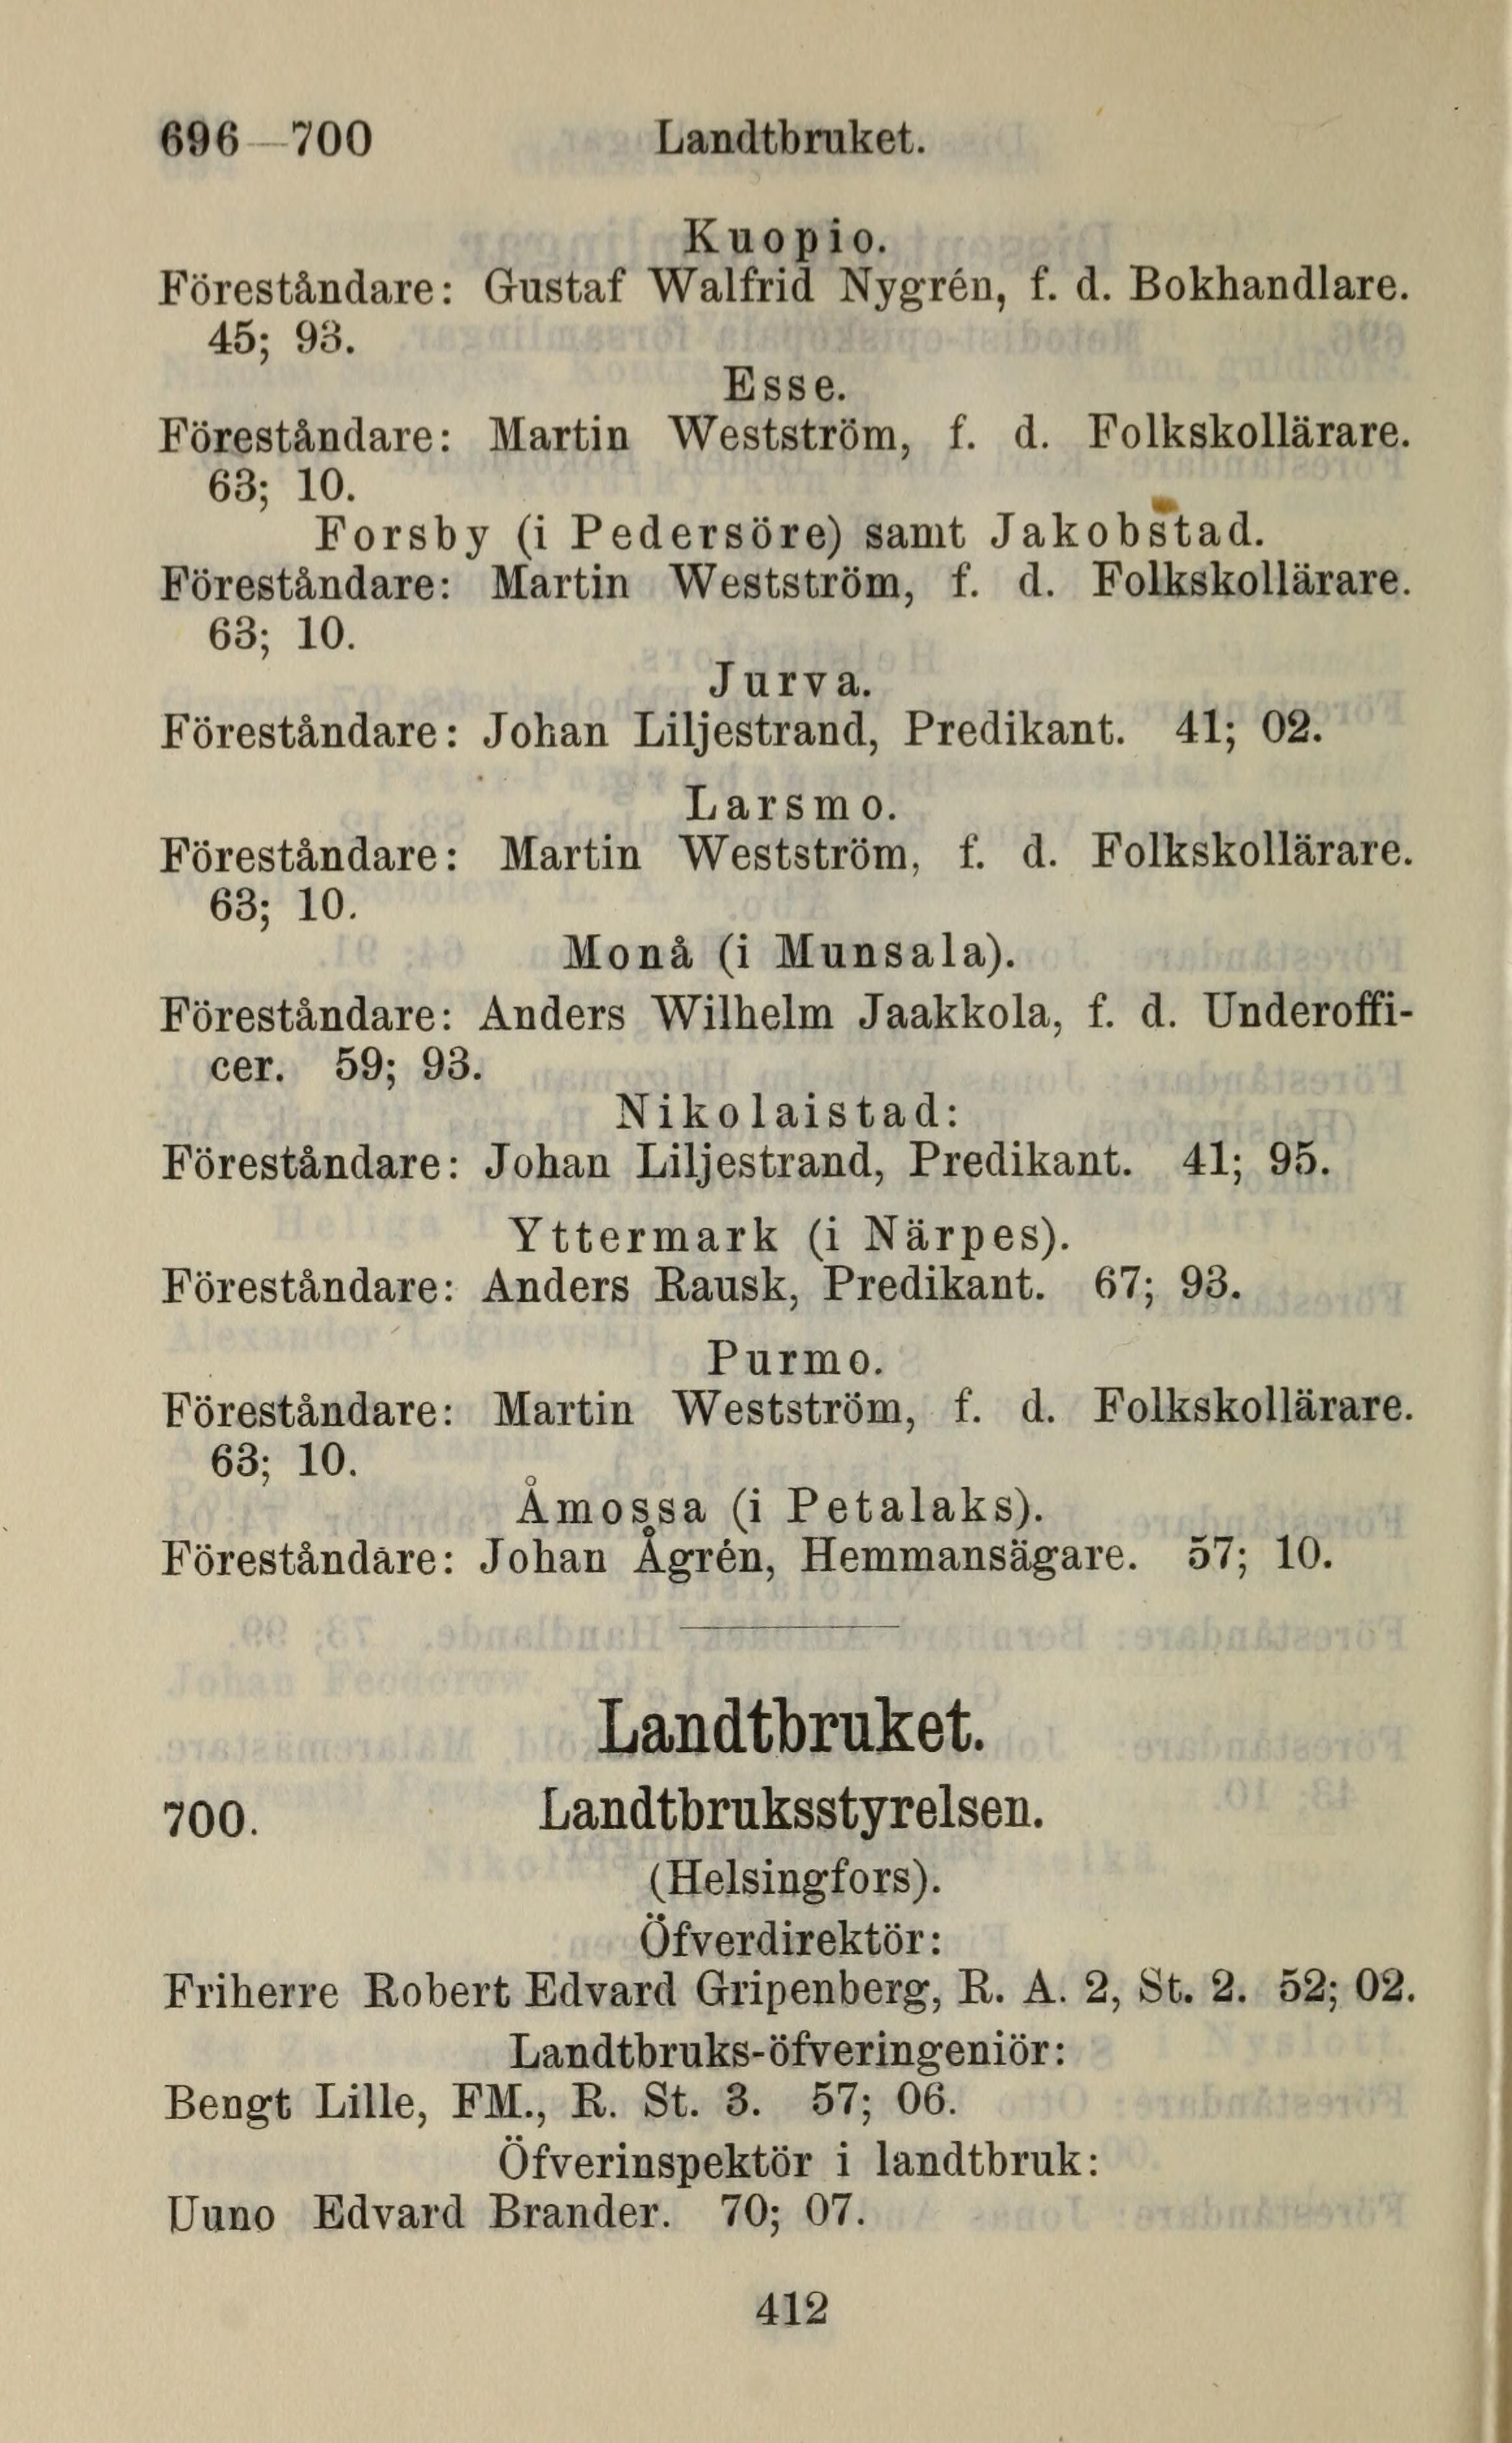 696—700 Landtbruket.
Kuopio.
Föreståndare: Gustaf Walfrid Nygrén, f. d. Bokhandlare.
45; 93.
Esse.
Föreståndare: Martin Westström, f. d. Folkskollärare.
63; 10.
Forsby (i Pedersöre) samt Jakobstad.
Föreståndare: Martin Westström, f. d. Folkskollärare.
63; 10.
Jurva.
Föreståndare: Johan Liljestrand, Predikant. 41; 02.
Larsmo.
Föreståndare: Martin Westström, f. d. Folkskollärare.
63; 10.
Monå (i Munsala).
Föreståndare: Anders Wilhelm Jaakkola, f. d. Underoffi-
cer. 59; 93.
Nikolaistad:
Föreståndare: Johan Liljestrand, Predikant. 41; 95.
Yttermark (i Närpes).
Föreståndare: Anders Rausk, Predikant. 67; 93.
Purmo.
Föreståndare: Martin Westström, f. d. Folkskollärare.
63; 10.
Åmossa (i Petalaks).
Föreståndare: Johan Ågrén, Hemmansägare. 57; 10.
Landtbruket.
700. Landtbruksstyrelsen.
(Helsingfors).
Öfverdirektör:
Friherre Robert Edvard Gripenberg, R. A. 2, St. 2. 52; 02.
Landtbruks-öfveringeniör:
Bengt Lille, FM., R. St. 3. 57; 06.
Öfverinspektör i landtbruk:
Uuno Edvard Brander. 70; 07.
412